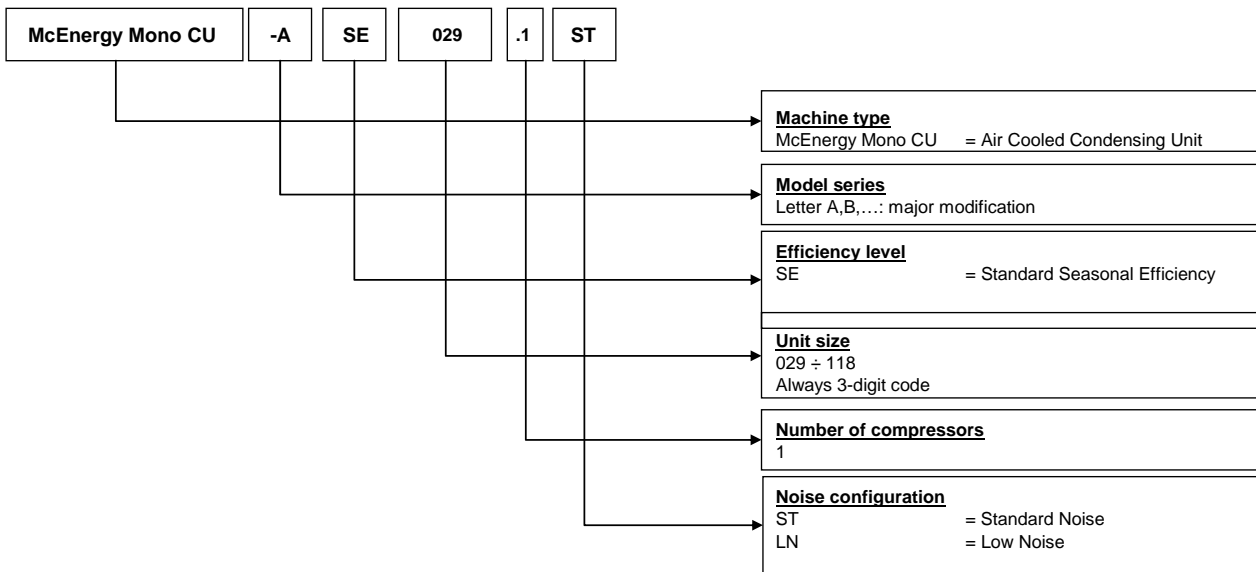 McEnergy Mono CU -A SE 029 .1 ST
Machine type
McEnergy Mono CU = Air Cooled Condensing Unit
Model series
Letter A,B,…: major modification
Efficiency level
SE = Standard Seasonal Efficiency
Unit size
029 ÷ 118
Always 3-digit code
Number of compressors
1
Noise configuration
ST = Standard Noise
LN = Low Noise